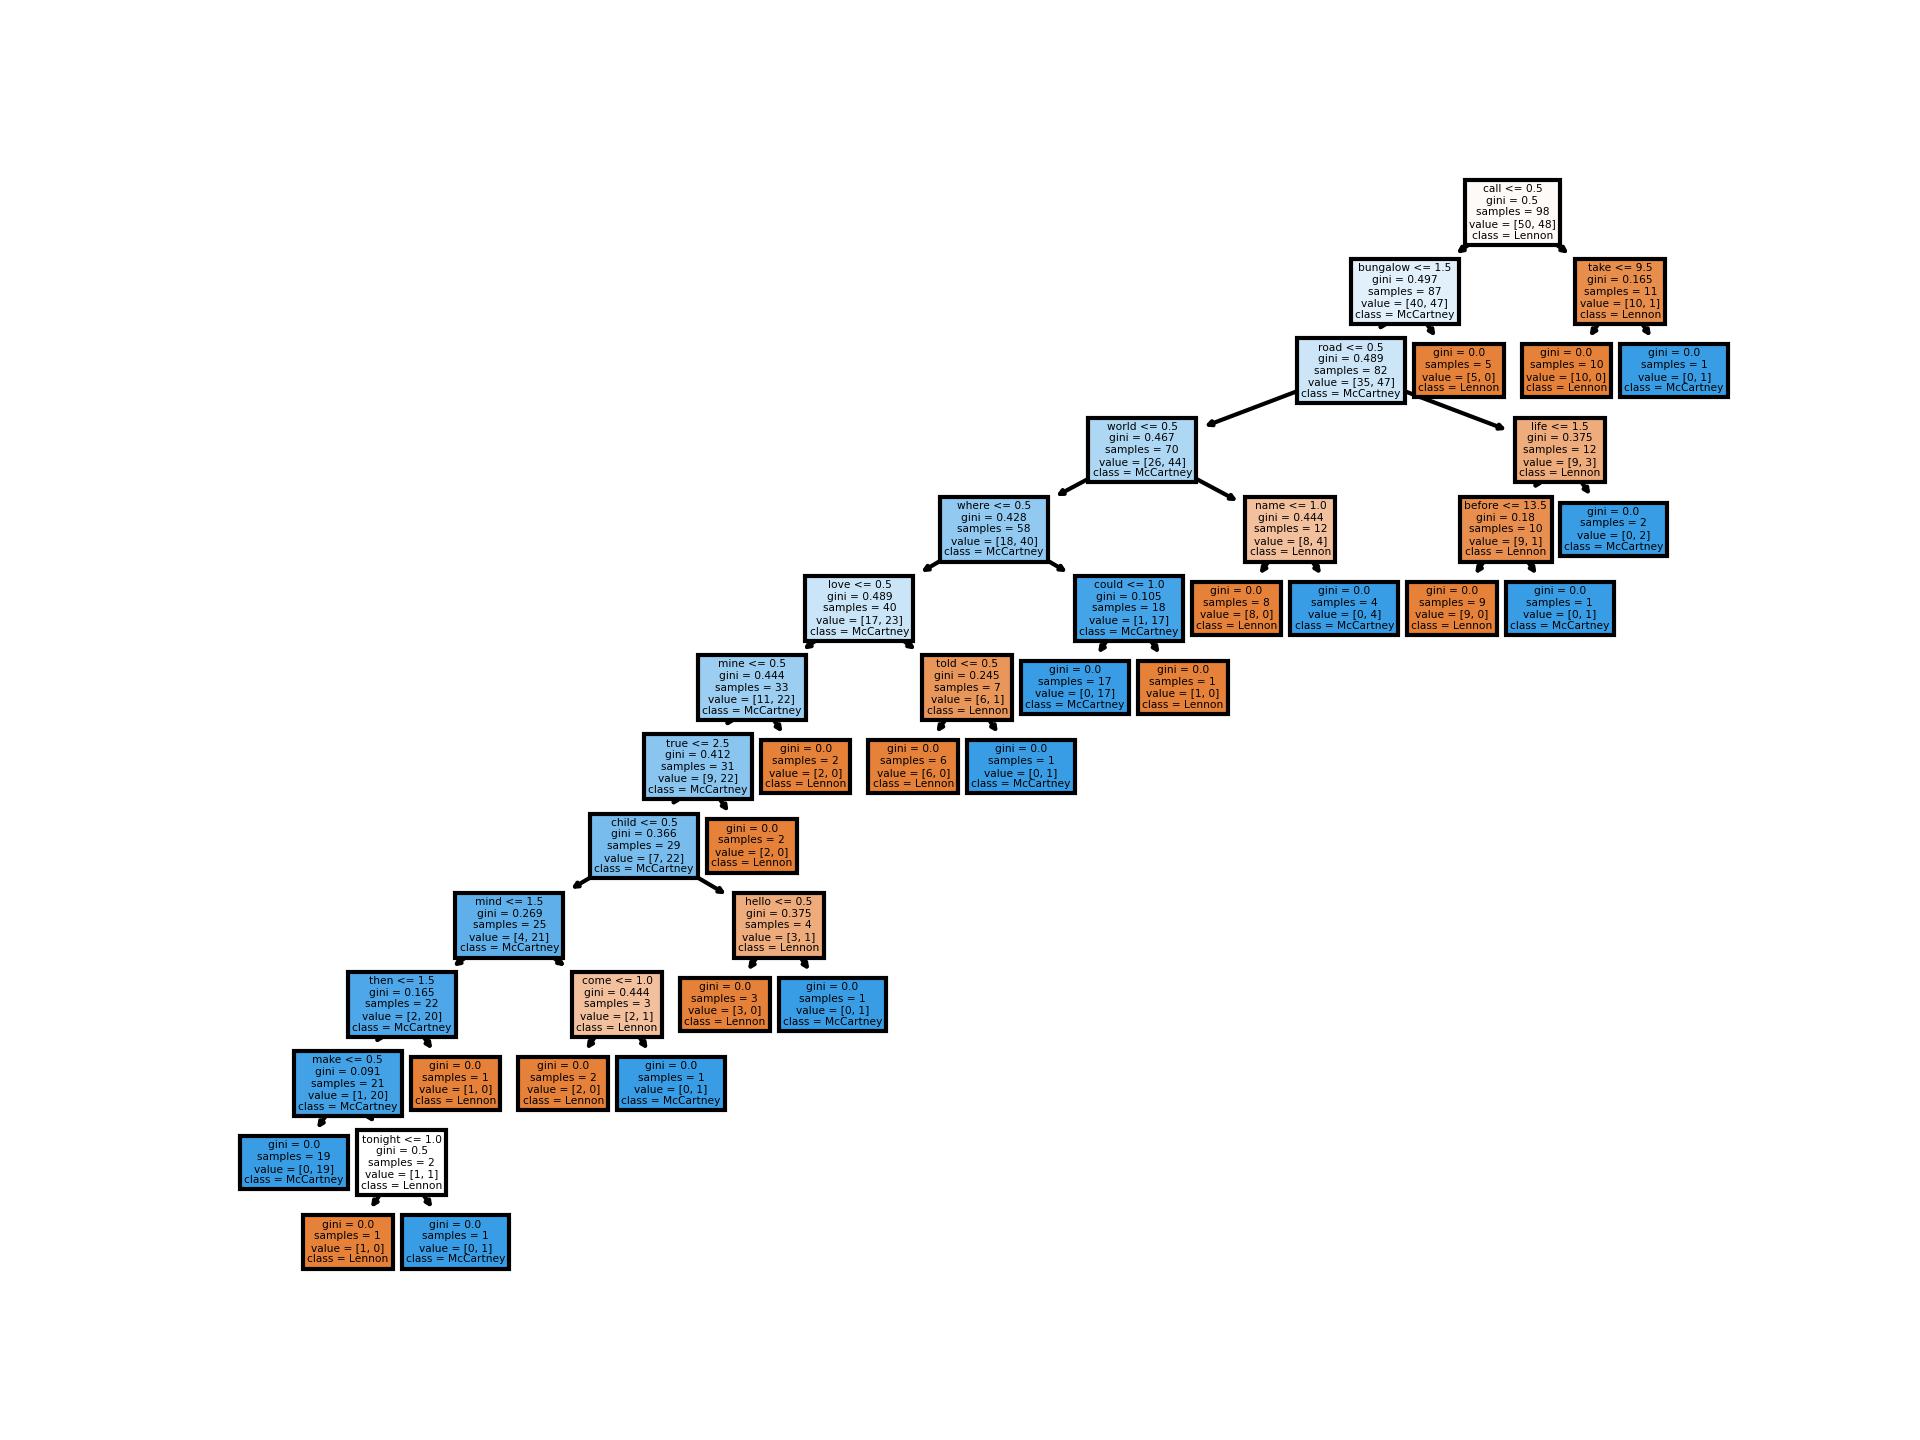 call <= 0.5
gini = 0.5
samples = 98
value = [50, 48]
class = Lennon
bungalow <= 1.5
gini = 0.497
samples = 87
value = [40, 47]
class = McCartney
take <= 9.5
gini = 0.165
samples = 11
value = [10, 1]
class = Lennon
road <= 0.5
gini = 0.489
samples = 82
value = [35, 47]
class = McCartney
gini = 0.0
samples = 5
value = [5, 0]
class = Lennon
gini = 0.0
samples = 10
value = [10, 0]
class = Lennon
gini = 0.0
samples = 1
value = [0, 1]
class = McCartney
world <= 0.5
gini = 0.467
samples = 70
value = [26, 44]
class = McCartney
life <= 1.5
gini = 0.375
samples = 12
value = [9, 3]
class = Lennon
where <= 0.5
gini = 0.428
samples = 58
value = [18, 40]
class = McCartney
name <= 1.0
gini = 0.444
samples = 12
value = [8, 4]
class = Lennon
before <= 13.5
gini = 0.18
samples = 10
value = [9, 1]
class = Lennon
gini = 0.0
samples = 2
value = [0, 2]
class = McCartney
love <= 0.5
gini = 0.489
samples = 40
value = [17, 23]
class = McCartney
could <= 1.0
gini = 0.105
samples = 18
value = [1, 17]
class = McCartney
gini = 0.0
samples = 8
value = [8, 0]
class = Lennon
gini = 0.0
samples = 4
value = [0, 4]
class = McCartney
gini = 0.0
samples = 9
value = [9, 0]
class = Lennon
gini = 0.0
samples = 1
value = [0, 1]
class = McCartney
mine <= 0.5
gini = 0.444
samples = 33
value = [11, 22]
class = McCartney
told <= 0.5
gini = 0.245
samples = 7
value = [6, 1]
class = Lennon
gini = 0.0
samples = 17
value = [0, 17]
class = McCartney
gini = 0.0
samples = 1
value = [1, 0]
class = Lennon
true <= 2.5
gini = 0.412
samples = 31
value = [9, 22]
class = McCartney
gini = 0.0
samples = 2
value = [2, 0]
class = Lennon
gini = 0.0
samples = 6
value = [6, 0]
class = Lennon
gini = 0.0
samples = 1
value = [0, 1]
class = McCartney
child <= 0.5
gini = 0.366
samples = 29
value = [7, 22]
class = McCartney
gini = 0.0
samples = 2
value = [2, 0]
class = Lennon
mind <= 1.5
gini = 0.269
samples = 25
value = [4, 21]
class = McCartney
hello <= 0.5
gini = 0.375
samples = 4
value = [3, 1]
class = Lennon
then <= 1.5
gini = 0.165
samples = 22
value = [2, 20]
class = McCartney
come <= 1.0
gini = 0.444
samples = 3
value = [2, 1]
class = Lennon
gini = 0.0
samples = 3
value = [3, 0]
class = Lennon
gini = 0.0
samples = 1
value = [0, 1]
class = McCartney
make <= 0.5
gini = 0.091
samples = 21
value = [1, 20]
class = McCartney
gini = 0.0
samples = 1
value = [1, 0]
class = Lennon
gini = 0.0
samples = 2
value = [2, 0]
class = Lennon
gini = 0.0
samples = 1
value = [0, 1]
class = McCartney
gini = 0.0
samples = 19
value = [0, 19]
class = McCartney
tonight <= 1.0
gini = 0.5
samples = 2
value = [1, 1]
class = Lennon
gini = 0.0
samples = 1
value = [1, 0]
class = Lennon
gini = 0.0
samples = 1
value = [0, 1]
class = McCartney